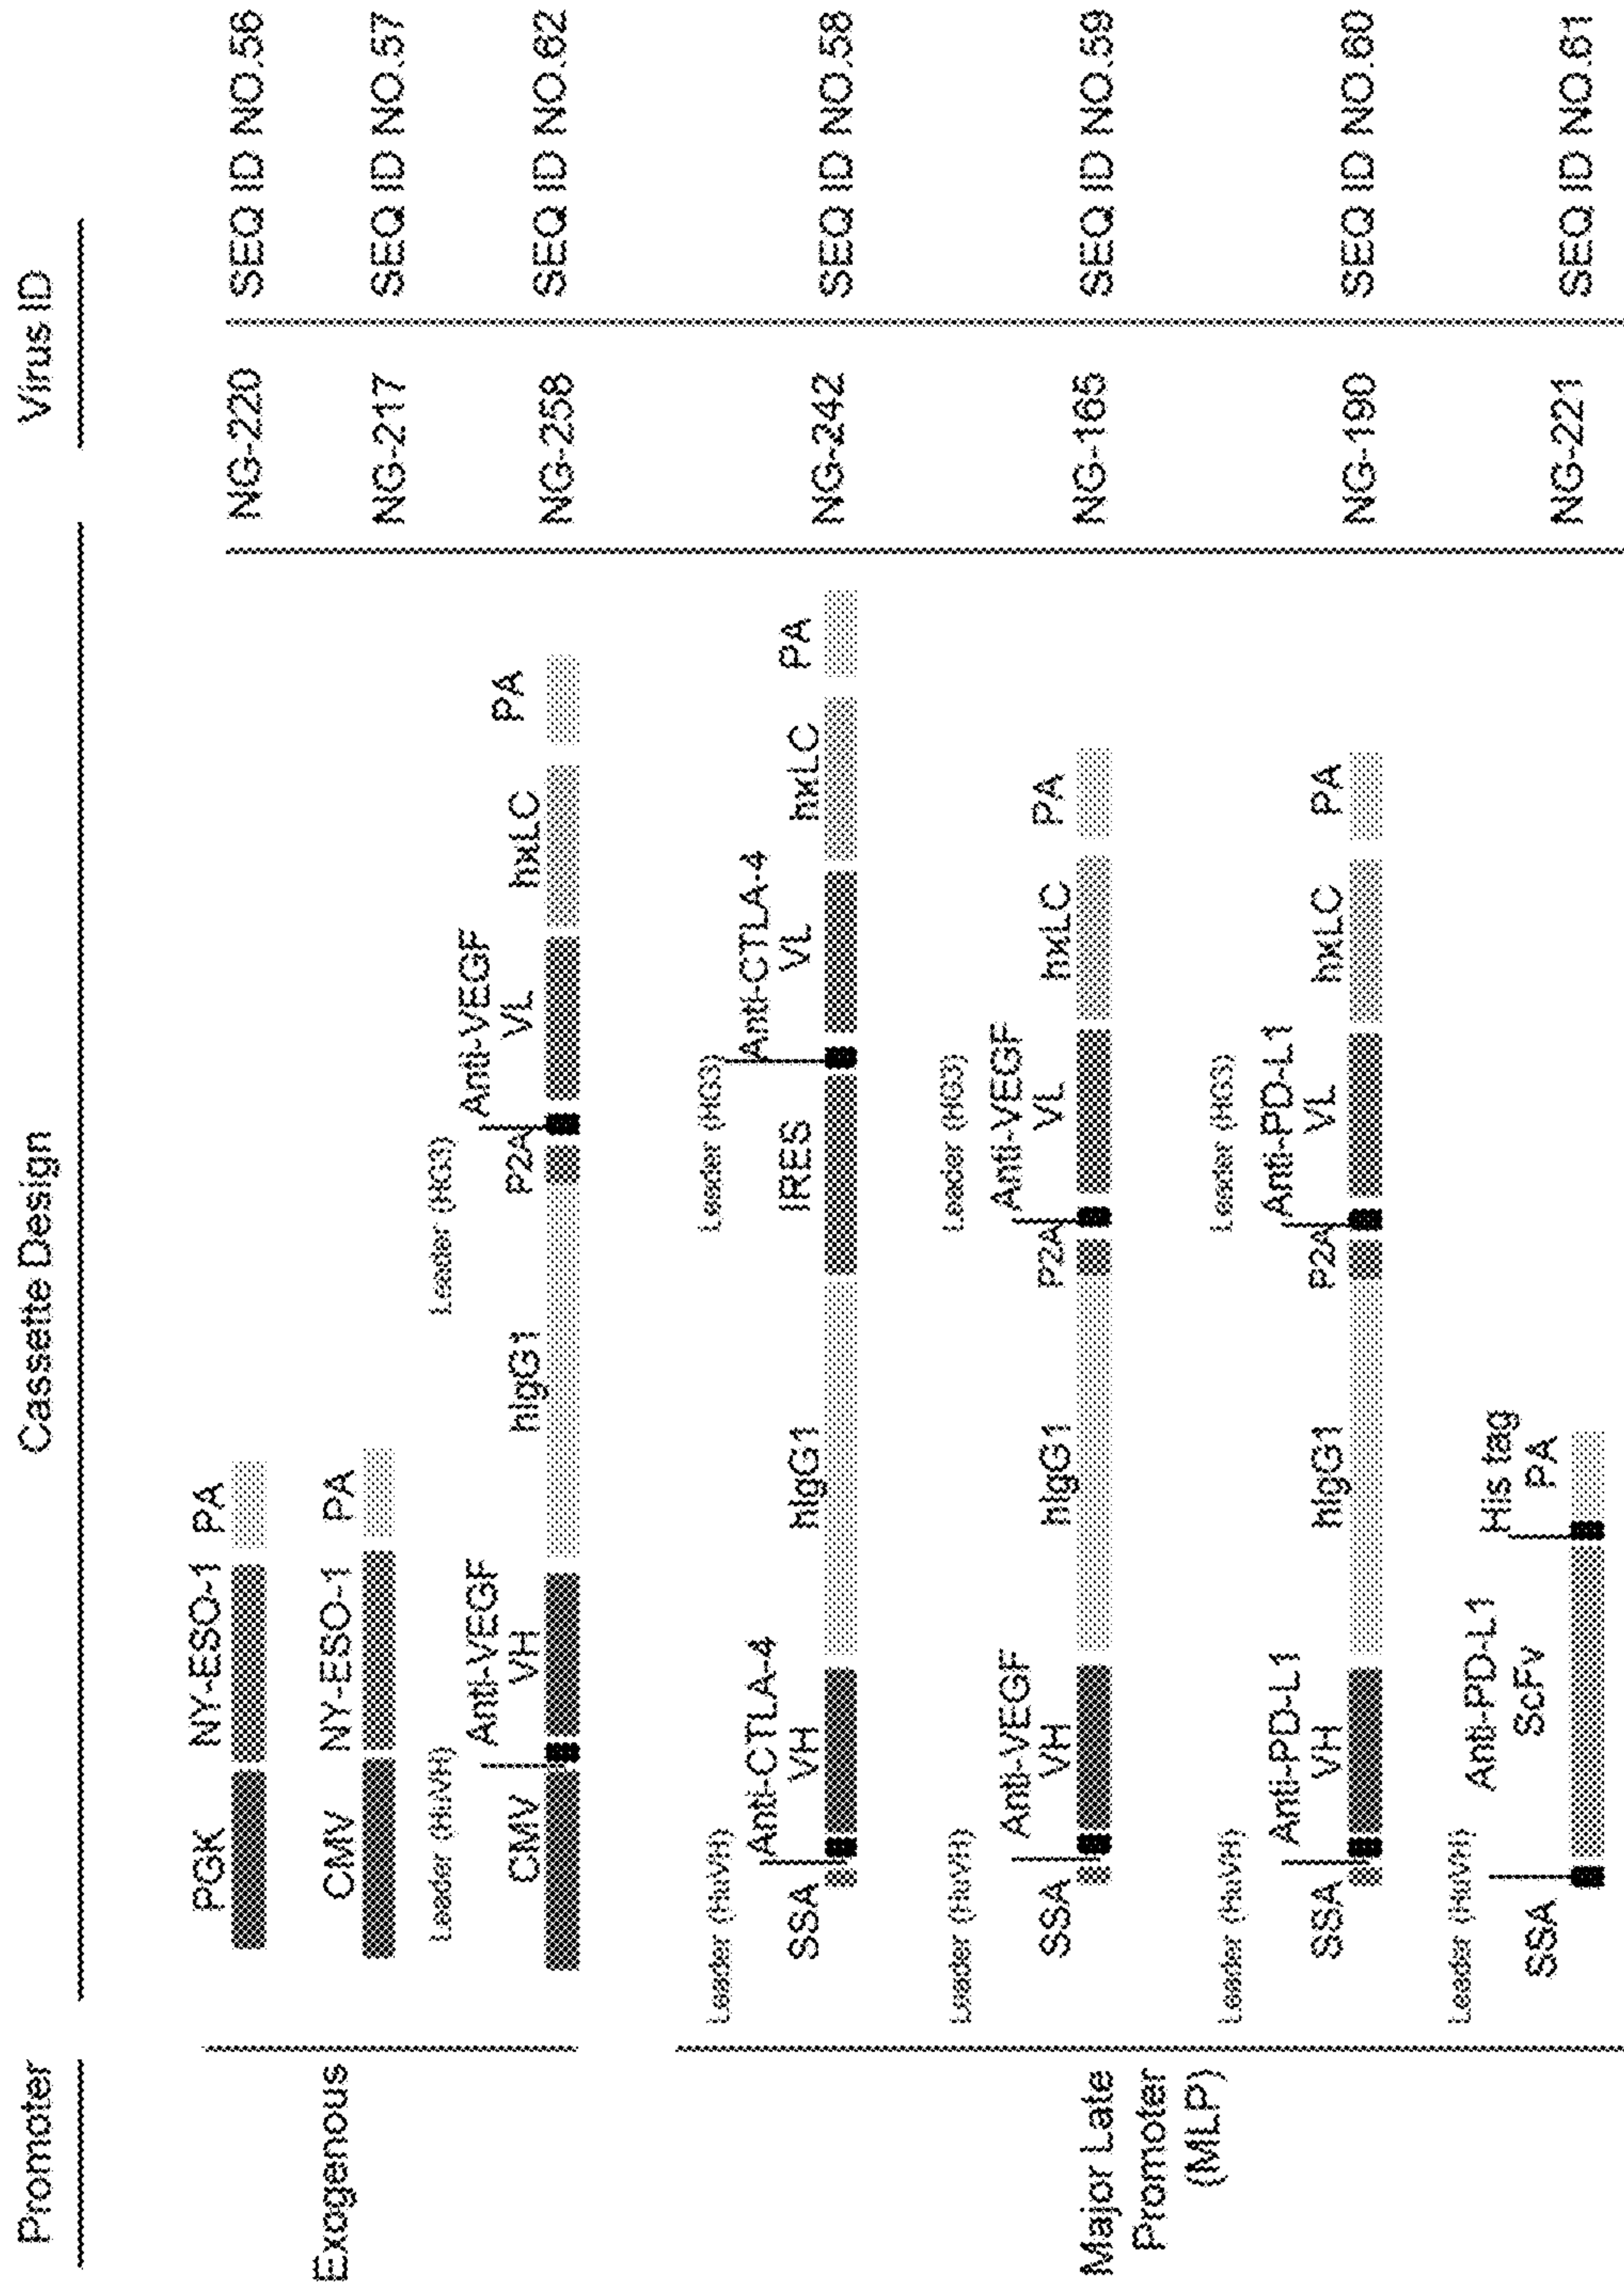 Promoter Cassette Design Virus ID
Exogenous
PGK NY-ESO-1 PA NG-220 SEQ ID NO.56
CMV NY-ESO-1 PA NG-217 SEQ ID NO.57
Leader (HuVH) Leader (HG3)
Anti-VEGF Anti-VEGF
CMV VH hIgG1 P2A VL hκLC PA NG-258 SEQ ID NO.62
Major Late
Promoter
(MLP)
Leader (HuVH) Leader (HG3)
Anti-CTLA-4 Anti-CTLA-4
SSA VH hIgG1 IRES VL hκLC PA NG-242 SEQ ID NO.58
Leader (HuVH) Leader (HG3)
Anti-VEGF Anti-VEGF
SSA VH hIgG1 P2A VL hκLC PA NG-165 SEQ ID NO.59
Leader (HuVH) Leader (HG3)
Anti-PD-L1 Anti-PD-L1
SSA VH hIgG1 P2A VL hκLC PA NG-190 SEQ ID NO.60
Leader (HuVH)
Anti-PD-L1 His tag
SSA ScFv PA NG-221 SEQ ID NO.61